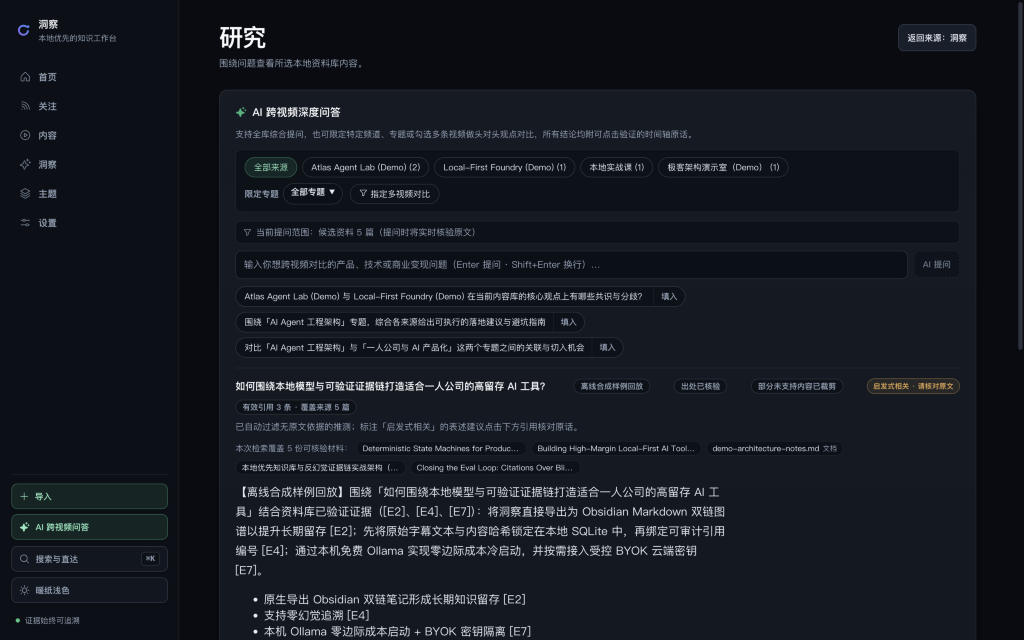 洞察
本地优先的知识工作台
首页
关注
内容
洞察
主题
设置
导入
AI 跨视频问答
搜索与直达 ⌘K
暖纸浅色
证据始终可追溯
研究
围绕问题查看所选本地资料库内容。
返回来源：洞察
AI 跨视频深度问答
支持全库综合提问，也可限定特定频道、专题或勾选多条视频做头对头观点对比，所有结论均附可点击验证的时间轴原话。
全部来源 Atlas Agent Lab (Demo) (2) Local-First Foundry (Demo) (1) 本地实战课 (1) 极客架构演示室（Demo） (1)
限定专题 全部专题 ▼ 指定多视频对比
当前提问范围：候选资料 5 篇（提问时将实时核验原文）
输入你想跨视频对比的产品、技术或商业变现问题（Enter 提问 · Shift+Enter 换行）...
AI 提问
Atlas Agent Lab (Demo) 与 Local-First Foundry (Demo) 在当前内容库的核心观点上有哪些共识与分歧？ 填入
围绕「AI Agent 工程架构」专题，综合各来源给出可执行的落地建议与避坑指南 填入
对比「AI Agent 工程架构」与「一人公司与 AI 产品化」这两个专题之间的关联与切入机会 填入
如何围绕本地模型与可验证证据链打造适合一人公司的高留存 AI 工具？ 离线合成样例回放 出处已核验 部分未支持内容已裁剪 启发式相关 · 请核对原文
有效引用 3 条 · 覆盖来源 5 篇
已自动过滤无原文依据的推测；标注「启发式相关」的表述建议点击下方引用核对原话。
本次检索覆盖 5 份可核验材料： Deterministic State Machines for Produc... Building High-Margin Local-First AI Tool... demo-architecture-notes.md 文档
本地优先知识库与反幻觉证据链实战架构（... Closing the Eval Loop: Citations Over Bli...
【离线合成样例回放】围绕「如何围绕本地模型与可验证证据链打造适合一人公司的高留存 AI 工
具」结合资料库已验证证据（[E2]、[E4]、[E7]）：将洞察直接导出为 Obsidian Markdown 双链图
谱以提升长期留存 [E2]；先将原始字幕文本与内容哈希锁定在本地 SQLite 中，再绑定可审计引用
编号 [E4]；通过本机免费 Ollama 实现零边际成本冷启动，并按需接入受控 BYOK 云端密钥
[E7]。
• 原生导出 Obsidian 双链笔记形成长期知识留存 [E2]
• 支持零幻觉追溯 [E4]
• 本机 Ollama 零边际成本启动 + BYOK 密钥隔离 [E7]